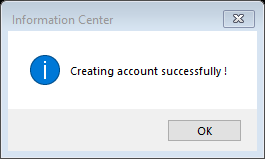 Information Center
Creating account successfully !
OK